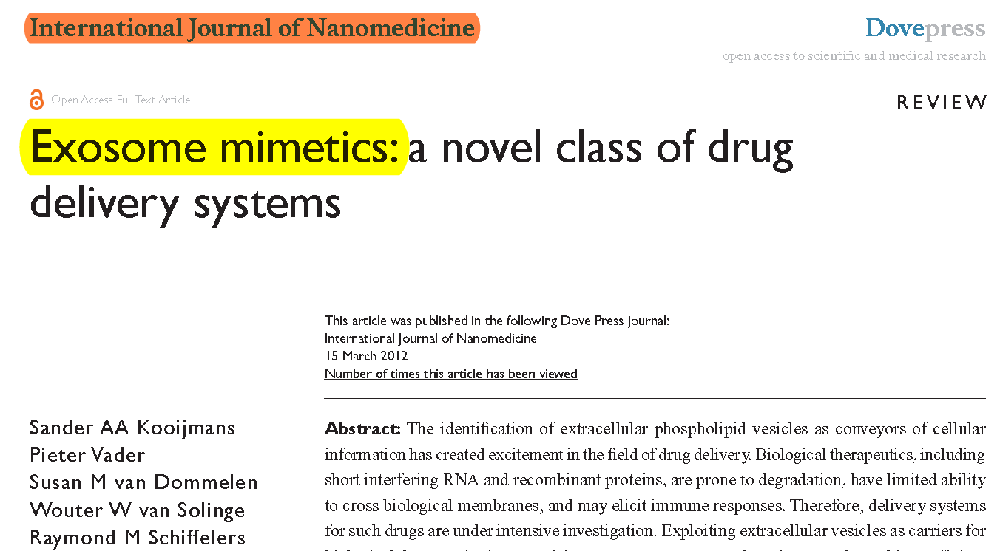 International Journal of Nanomedicine
Dovepress
open access to scientific and medical research
Open Access Full Text Article
REVIEW
Exosome mimetics: a novel class of drug
delivery systems
This article was published in the following Dove Press journal:
International Journal of Nanomedicine
15 March 2012
Number of times this article has been viewed
Sander AA Kooijmans
Pieter Vader
Susan M van Dommelen
Wouter W van Solinge
Raymond M Schiffelers
Abstract: The identification of extracellular phospholipid vesicles as conveyors of cellular
information has created excitement in the field of drug delivery. Biological therapeutics, including
short interfering RNA and recombinant proteins, are prone to degradation, have limited ability
to cross biological membranes, and may elicit immune responses. Therefore, delivery systems
for such drugs are under intensive investigation. Exploiting extracellular vesicles as carriers for